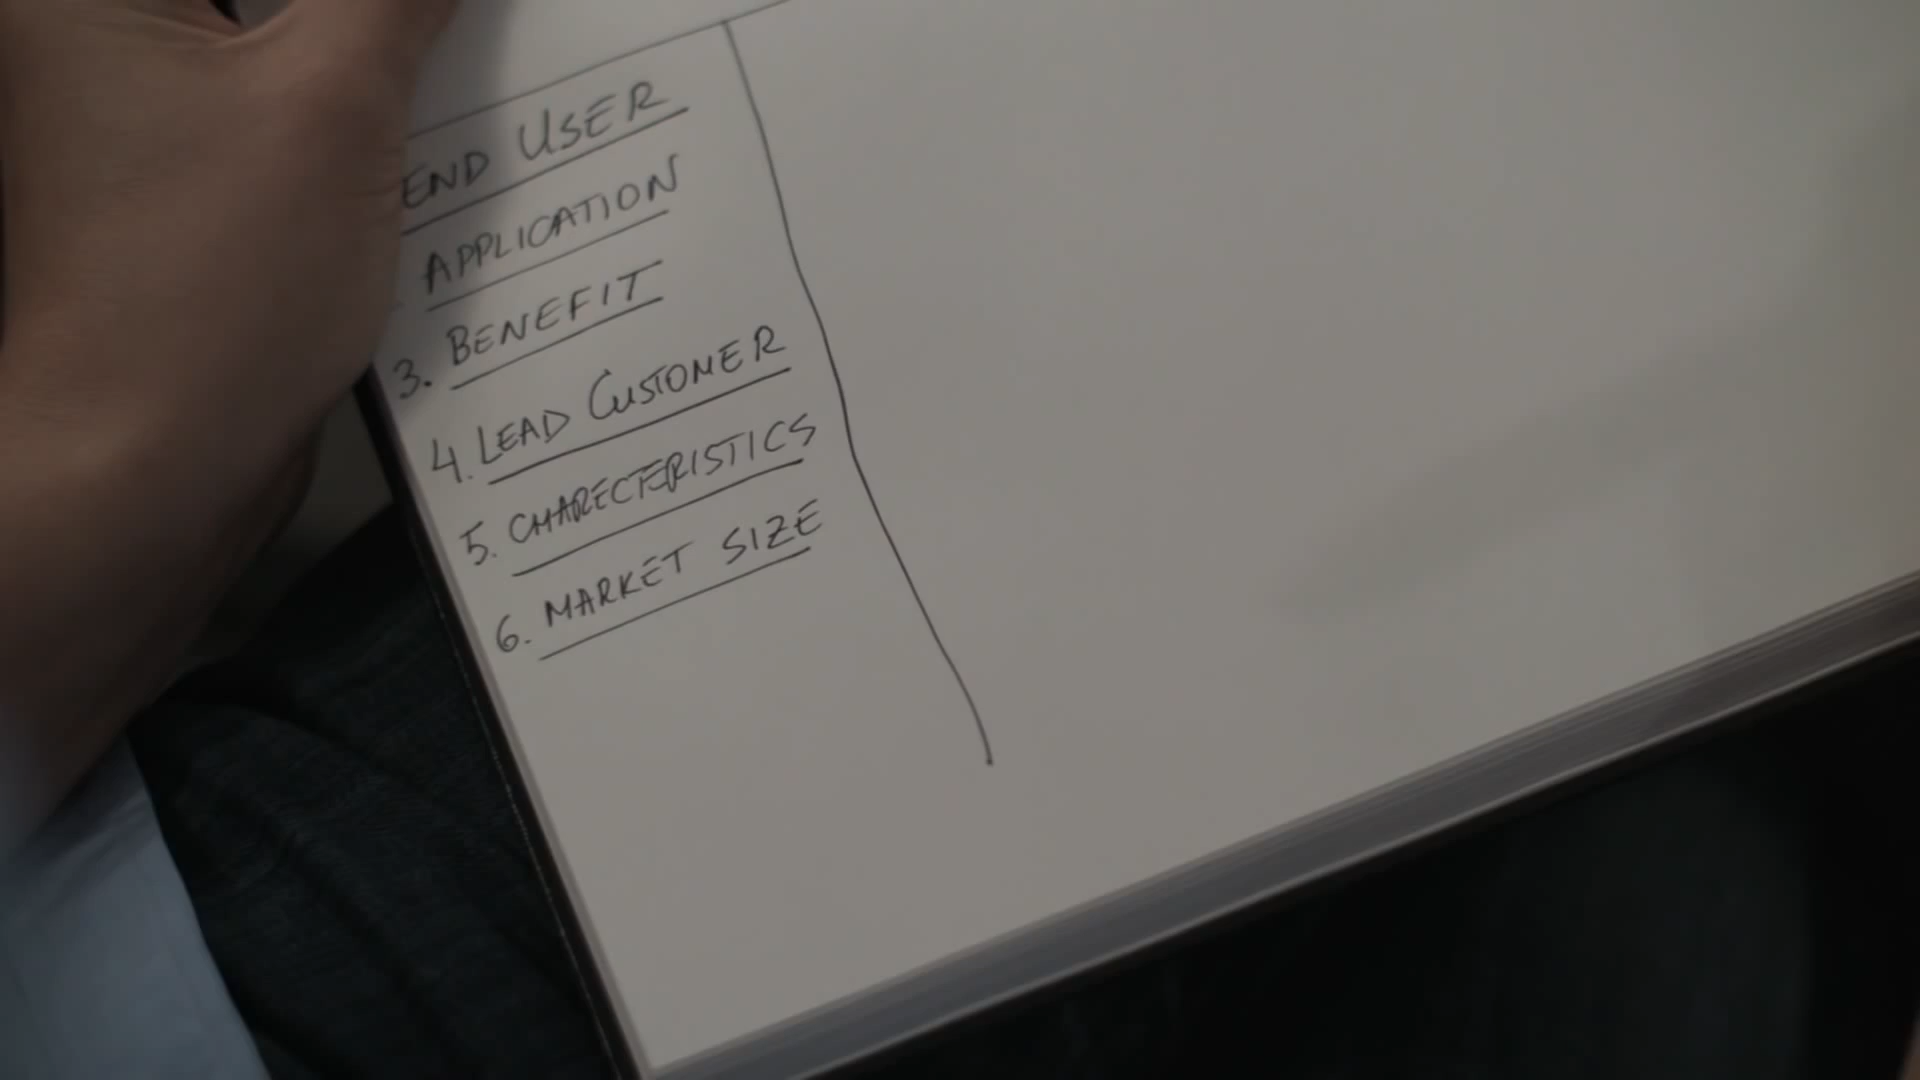 END USER
APPLICATION
3. BENEFIT
4. LEAD CUSTOMER
5. CHARECTERISTICS
6. MARKET SIZE